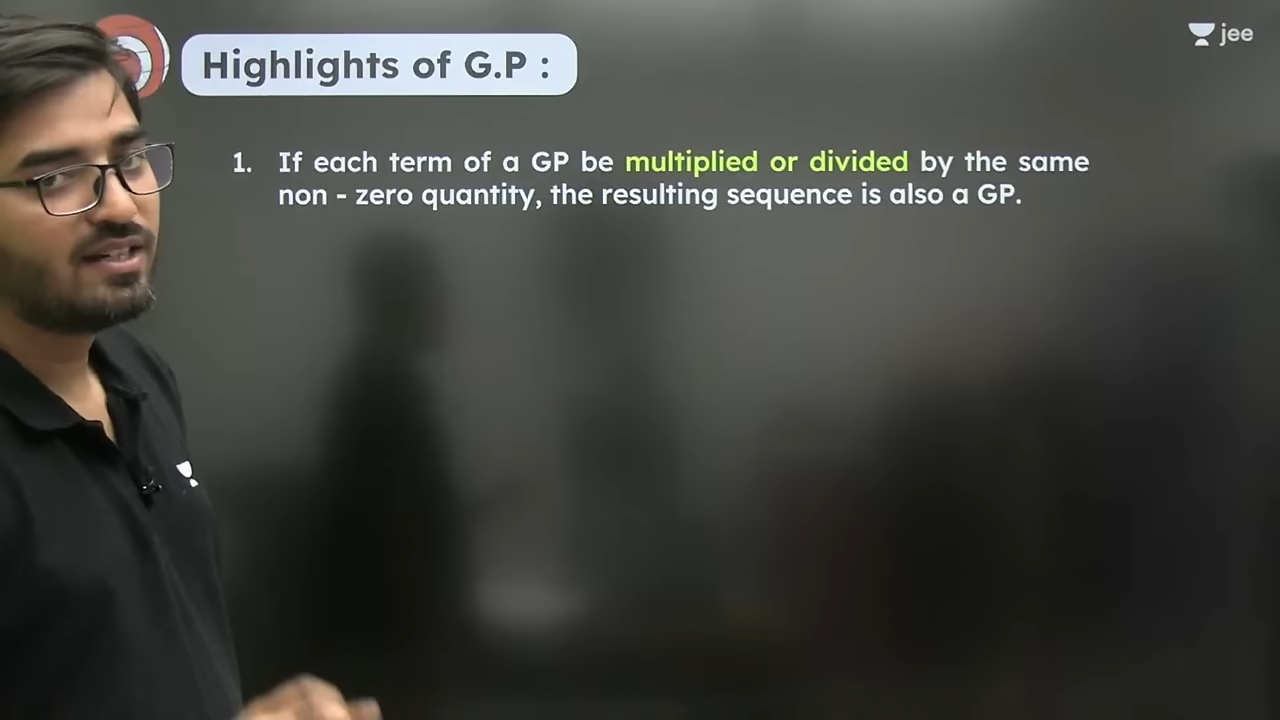 jee
Highlights of G.P :
1. If each term of a GP be multiplied or divided by the same
non - zero quantity, the resulting sequence is also a GP.